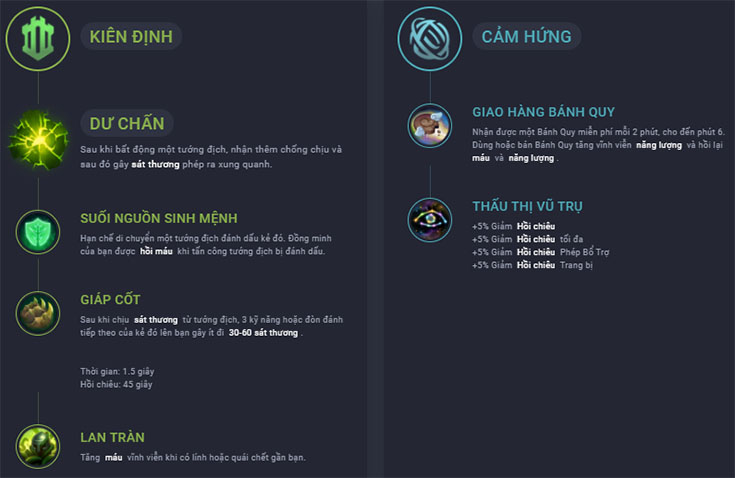 KIÊN ĐỊNH
DƯ CHẤN
Sau khi bất động một tướng địch, nhận thêm chống chịu và
sau đó gây sát thương phép ra xung quanh.
SUỐI NGUỒN SINH MỆNH
Hạn chế di chuyển một tướng địch đánh dấu kẻ đó. Đồng minh
của bạn được hồi máu khi tấn công tướng địch bị đánh dấu.
GIÁP CỐT
Sau khi chịu sát thương từ tướng địch, 3 kỹ năng hoặc đòn đánh
tiếp theo của kẻ đó lên bạn gây ít đi 30-60 sát thương .
Thời gian: 1.5 giây
Hồi chiêu: 45 giây
LAN TRÀN
Tăng máu vĩnh viễn khi có lính hoặc quái chết gần bạn.
CẢM HỨNG
GIAO HÀNG BÁNH QUY
Nhận được một Bánh Quy miễn phí mỗi 2 phút, cho đến phút 6.
Dùng hoặc bán Bánh Quy tăng vĩnh viễn năng lượng và hồi lại
máu và năng lượng .
THẤU THỊ VŨ TRỤ
+5% Giảm Hồi chiêu
+5% Giảm Hồi chiêu tối đa
+5% Giảm Hồi chiêu Phép Bổ Trợ
+5% Giảm Hồi chiêu Trang bị